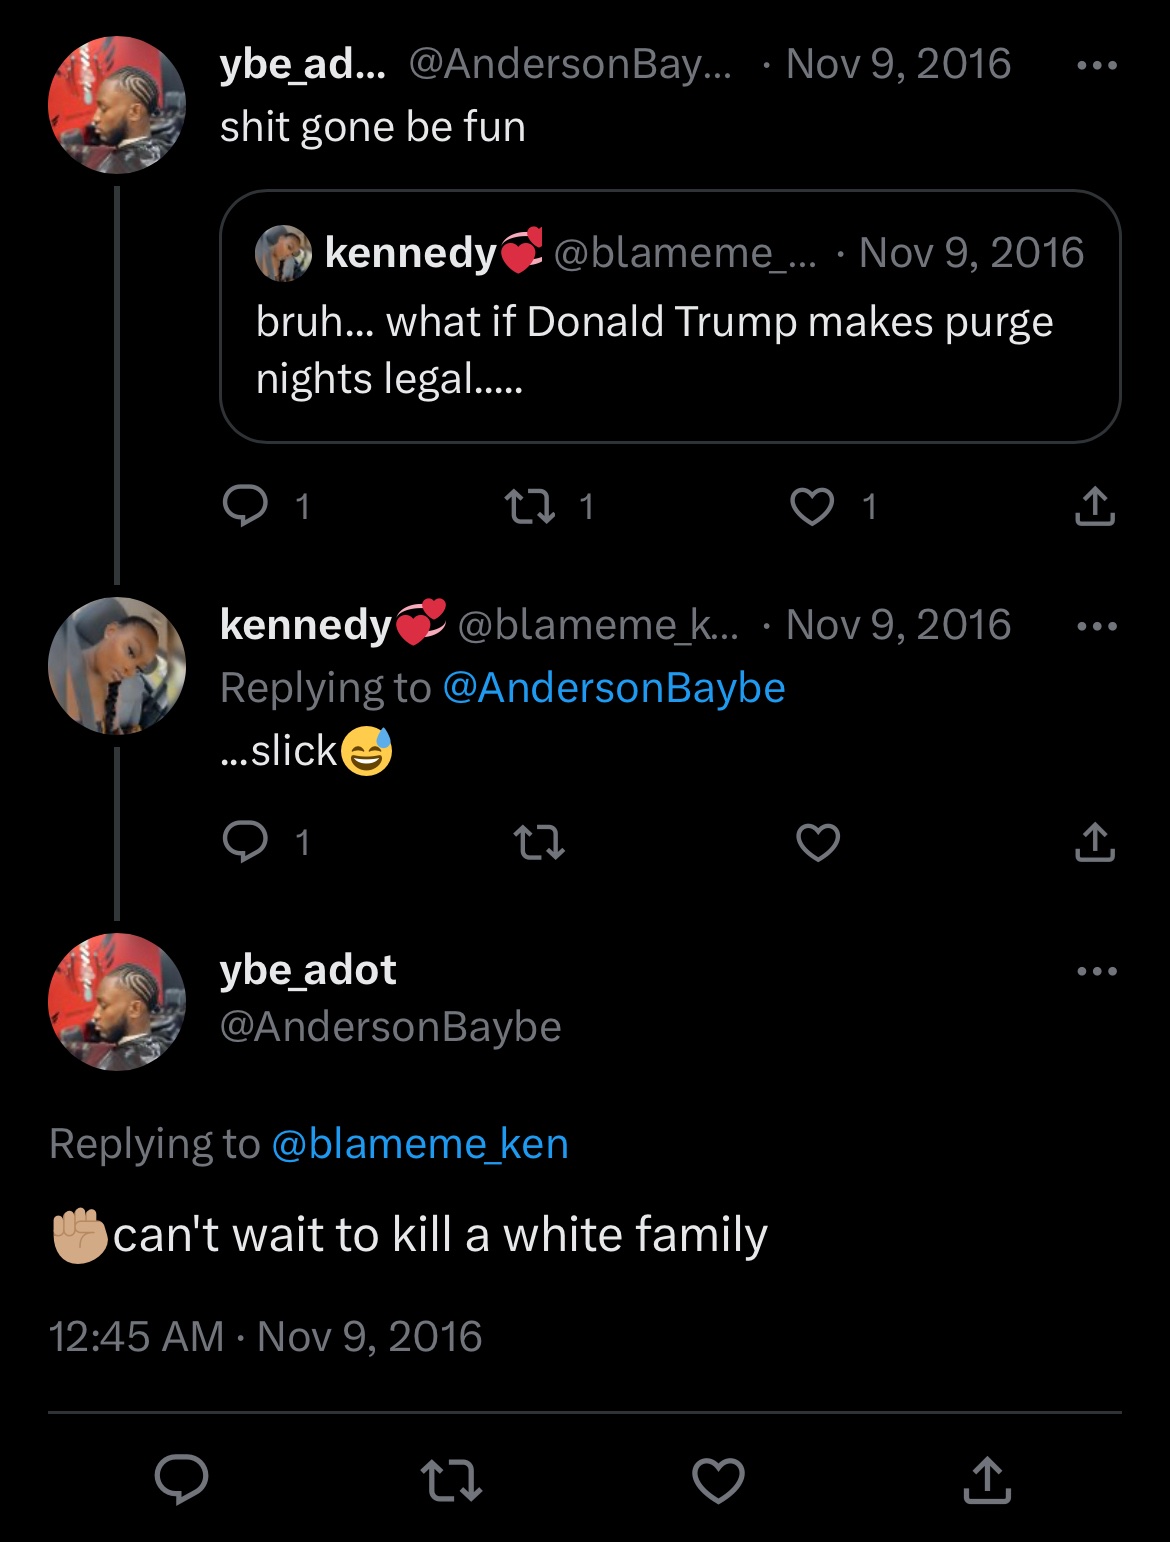 ybe_ad... @AndersonBay... · Nov 9, 2016
shit gone be fun
kennedy💞 @blameme_... · Nov 9, 2016
bruh... what if Donald Trump makes purge
nights legal.....
1 1 1
kennedy💞 @blameme_k... · Nov 9, 2016
Replying to @AndersonBaybe
...slick😅
1
ybe_adot
@AndersonBaybe
Replying to @blameme_ken
✊🏼can't wait to kill a white family
12:45 AM · Nov 9, 2016